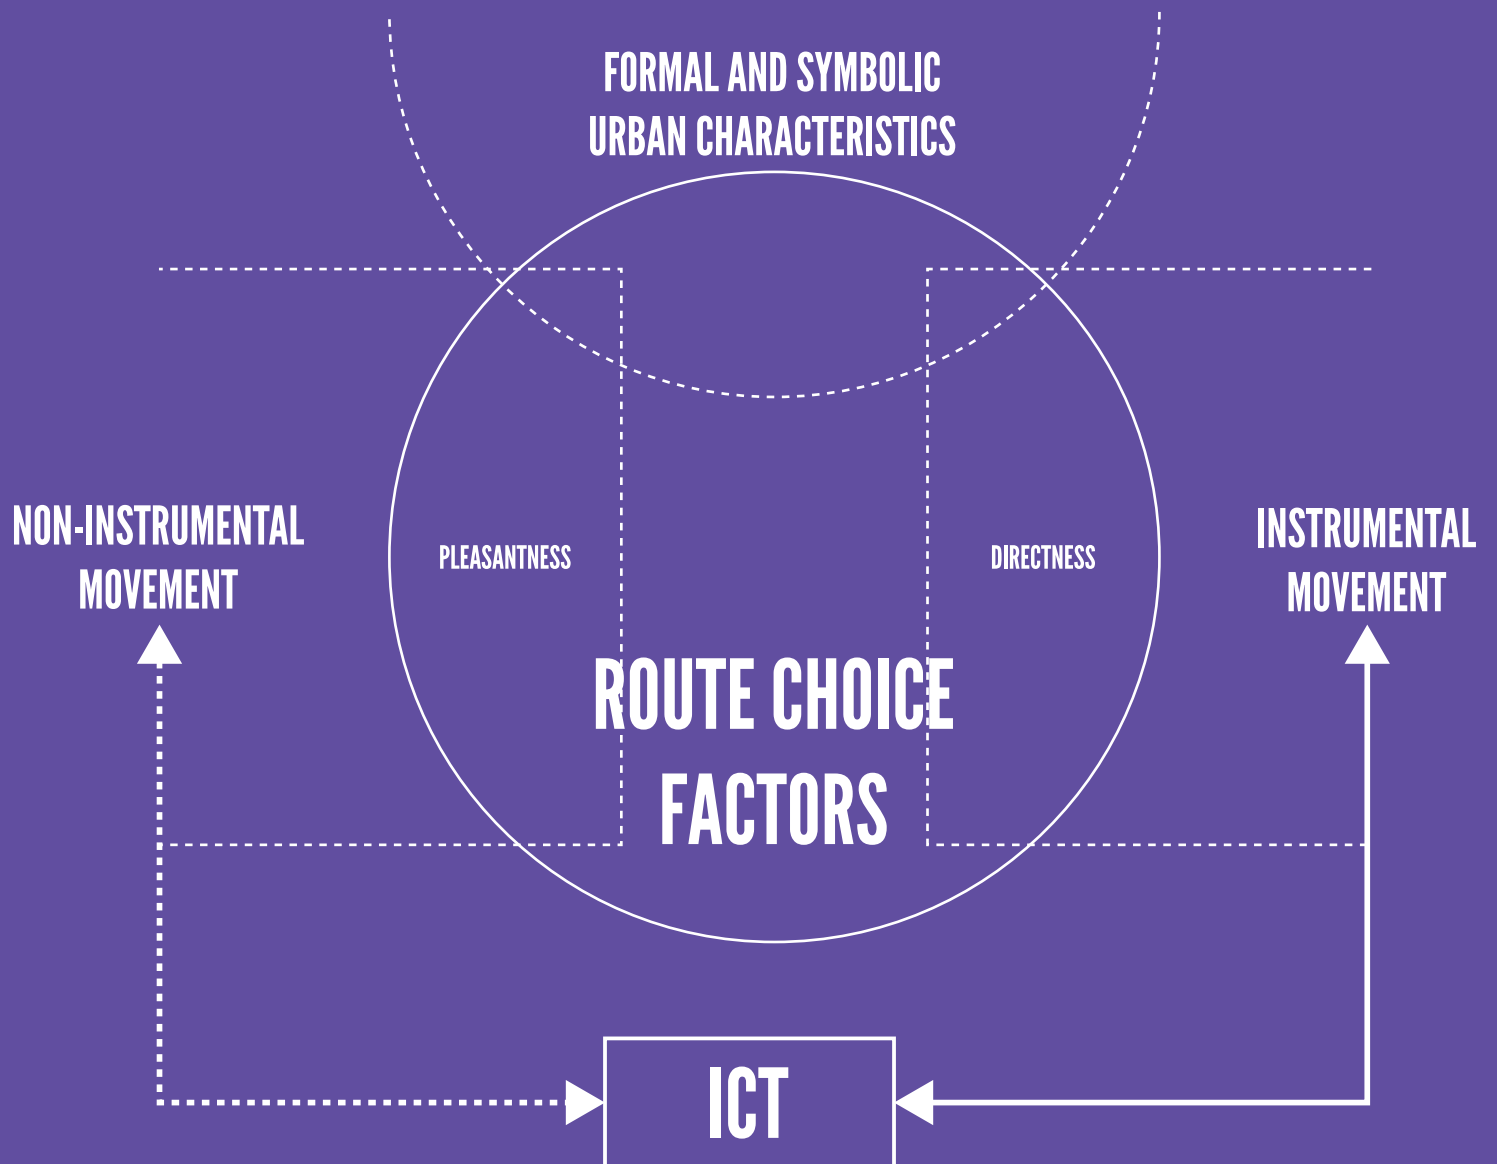 FORMAL AND SYMBOLIC
URBAN CHARACTERISTICS
NON-INSTRUMENTAL
MOVEMENT
PLEASANTNESS
DIRECTNESS
INSTRUMENTAL
MOVEMENT
ROUTE CHOICE
FACTORS
ICT